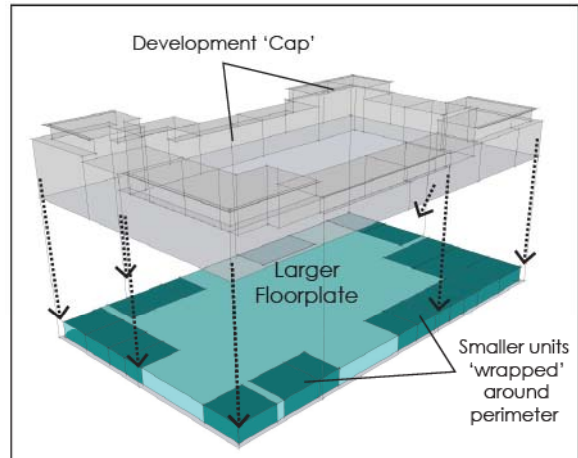 Development ‘Cap’
Larger
Floorplate
Smaller units
‘wrapped’
around
perimeter